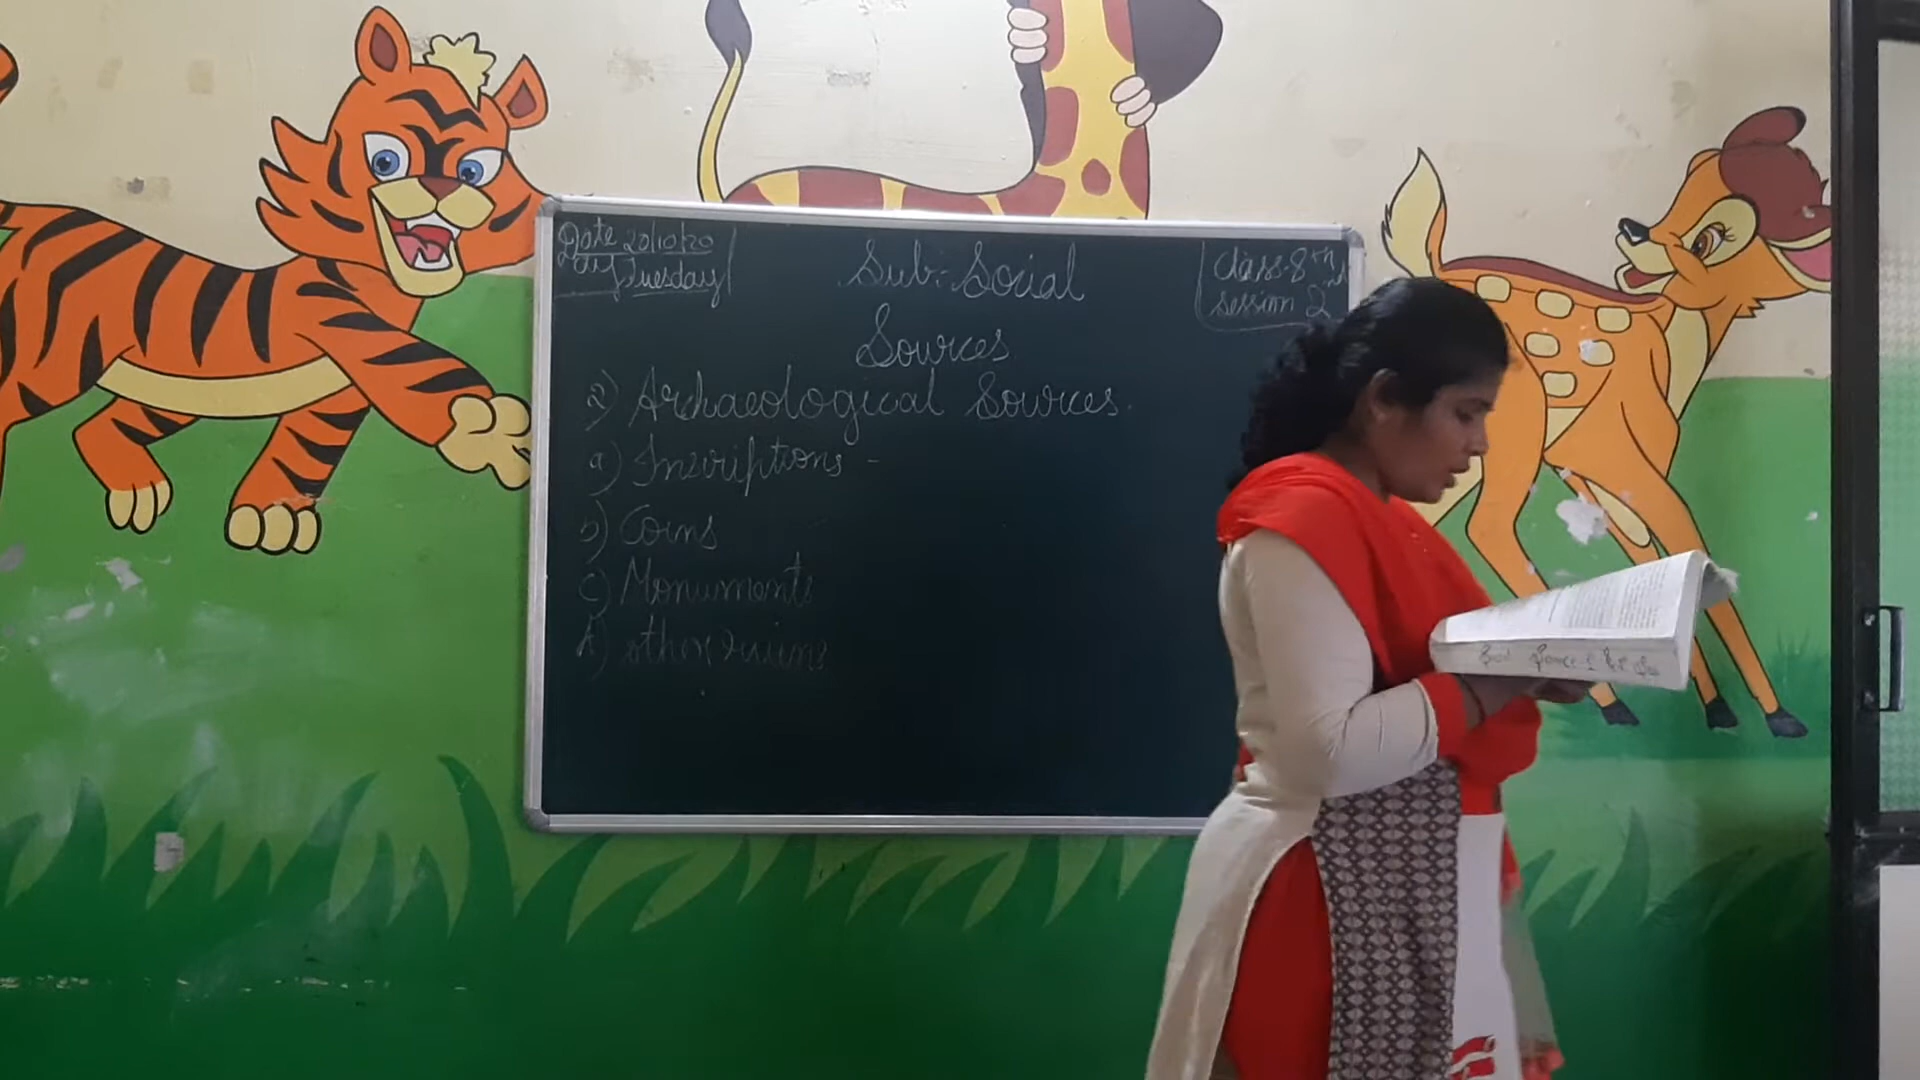 Date 20/10/20
Day Tuesday
Sub:- Social
Class-8th
Session 2
Sources
2) Archaeological Sources.
a) Inscriptions -
b) Coins
c) Monuments
d) other ruins